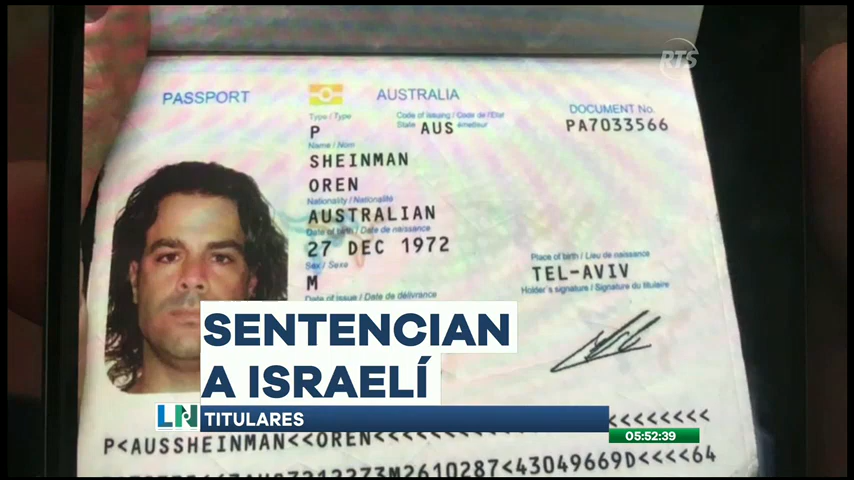 RTS
PASSPORT
AUSTRALIA
Type / Type
Code of Issuing / Code de l'Etat
DOCUMENT No.
P
State AUS émetteur
PA7033566
Name / Nom
SHEINMAN
OREN
Nationality / Nationalité
AUSTRALIAN
Date of birth / Date de naissance
27 DEC 1972
Place of birth / Lieu de naissance
Sex / Sexe
TEL-AVIV
M
Holder's signature / Signature du titulaire
Date of issue / Date de délivrance
SENTENCIAN
A ISRAELÍ
LN TITULARES
05:52:39
P<AUSSHEINMAN<<OREN<<<<<<<<<<<<<<<<<<<<